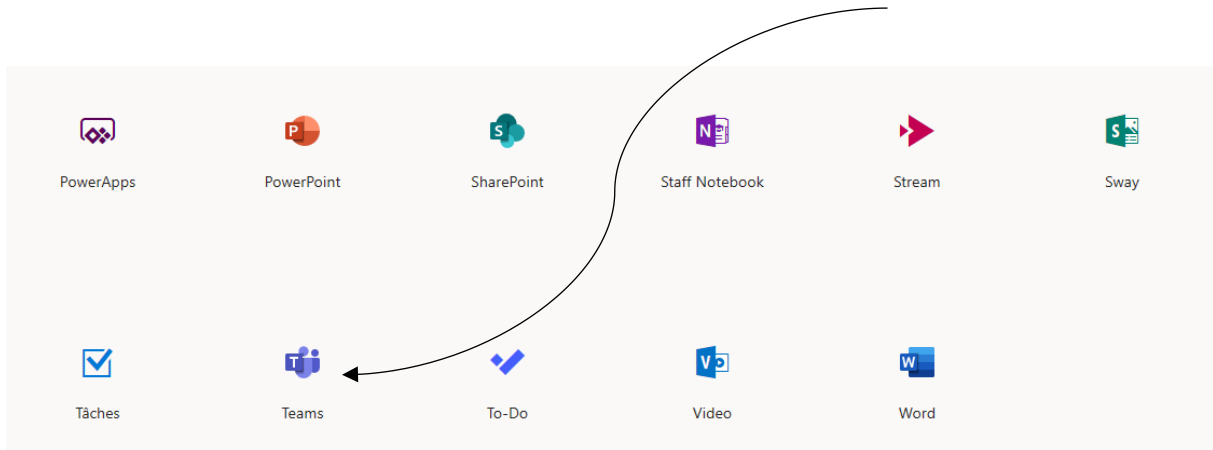 PowerApps PowerPoint SharePoint Staff Notebook Stream Sway
Tâches Teams To-Do Video Word